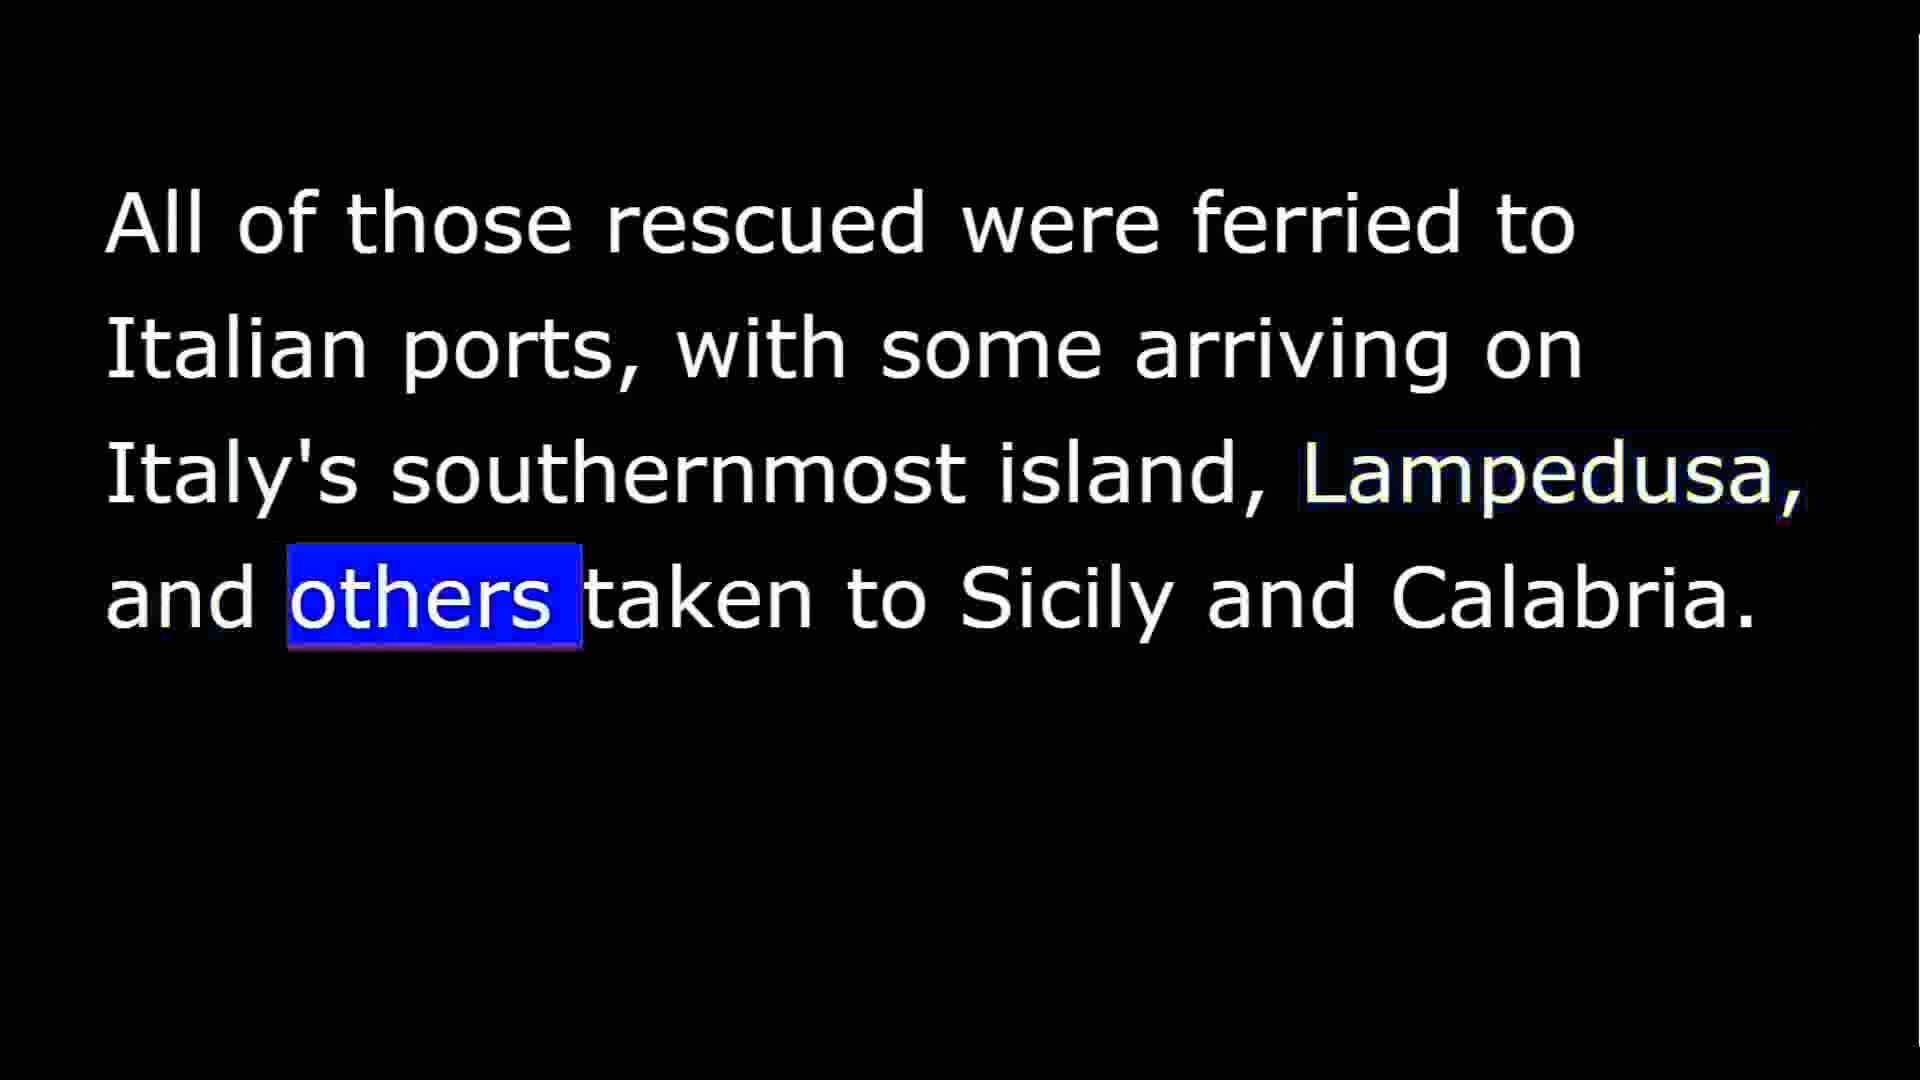 All of those rescued were ferried to
Italian ports, with some arriving on
Italy's southernmost island, Lampedusa,
and others taken to Sicily and Calabria.